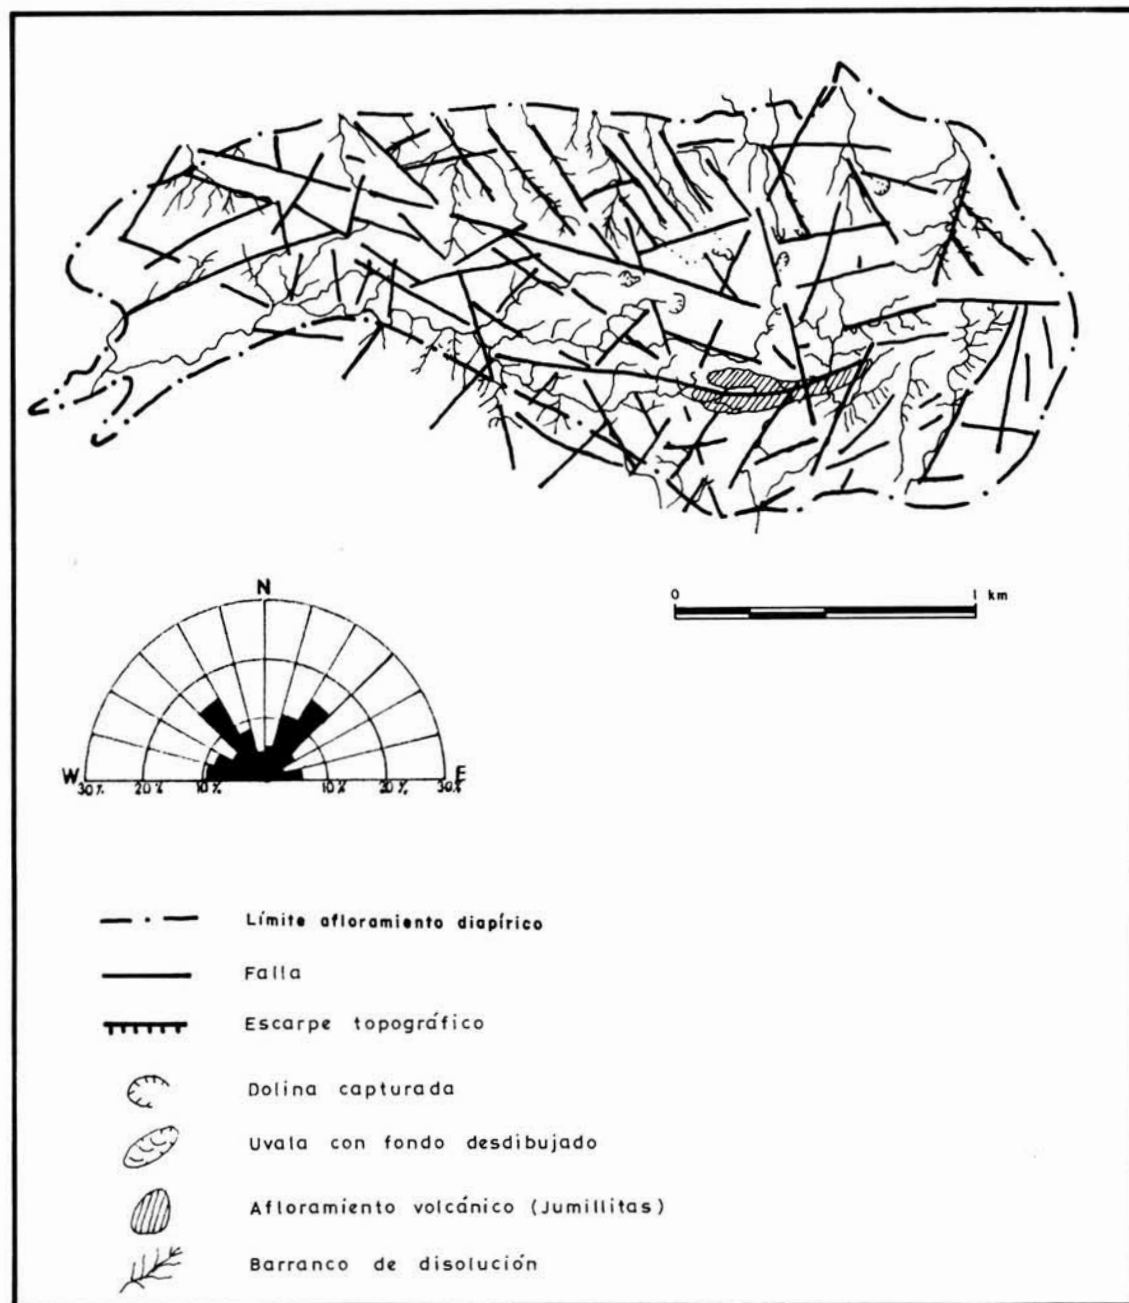 0 1 km
N
W E
30% 20% 10% 10% 20% 30%
Límite afloramiento diapírico
Falla
Escarpe topográfico
Dolina capturada
Uvala con fondo desdibujado
Afloramiento volcánico (Jumillitas)
Barranco de disolución